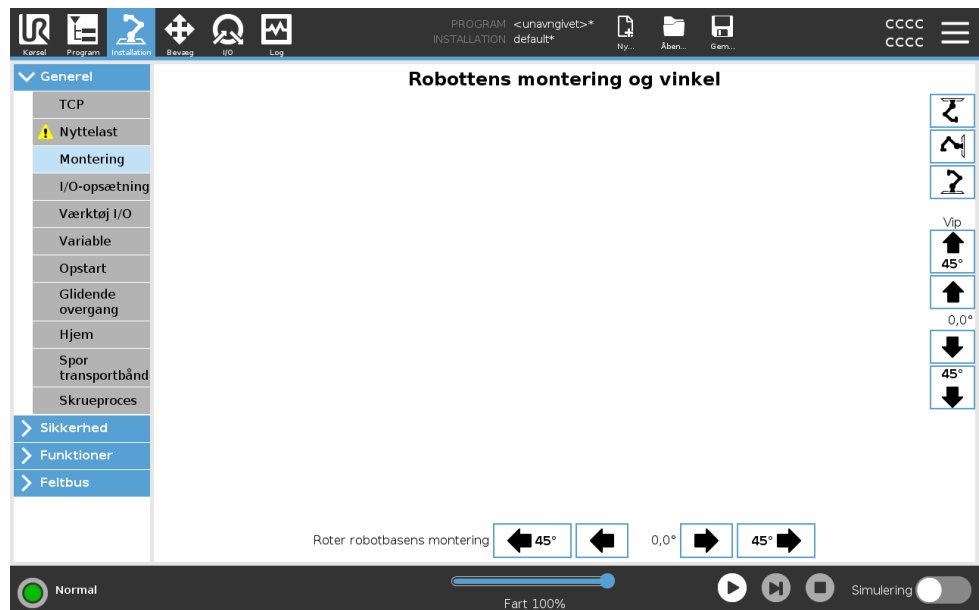 UR
PROGRAM <unavngivet>*
INSTALLATION default*
CCCC
CCCC
Kørsel Program Installation Bevæg I/O Log
Ny... Åben... Gem...
Generel
TCP
Nyttelast
Montering
I/O-opsætning
Værktøj I/O
Variable
Opstart
Glidende
overgang
Hjem
Spor
transportbånd
Skrueproces
Sikkerhed
Funktioner
Feltbus
Robottens montering og vinkel
Vip
45°
0,0°
45°
Roter robotbasens montering 45° 0,0° 45°
Normal
Fart 100%
Simulering